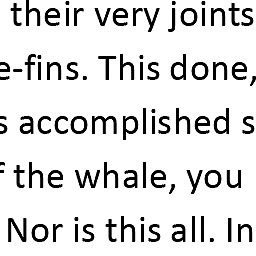 their very joints
e-fins. This done,
s accomplished s
f the whale, you
Nor is this all. In